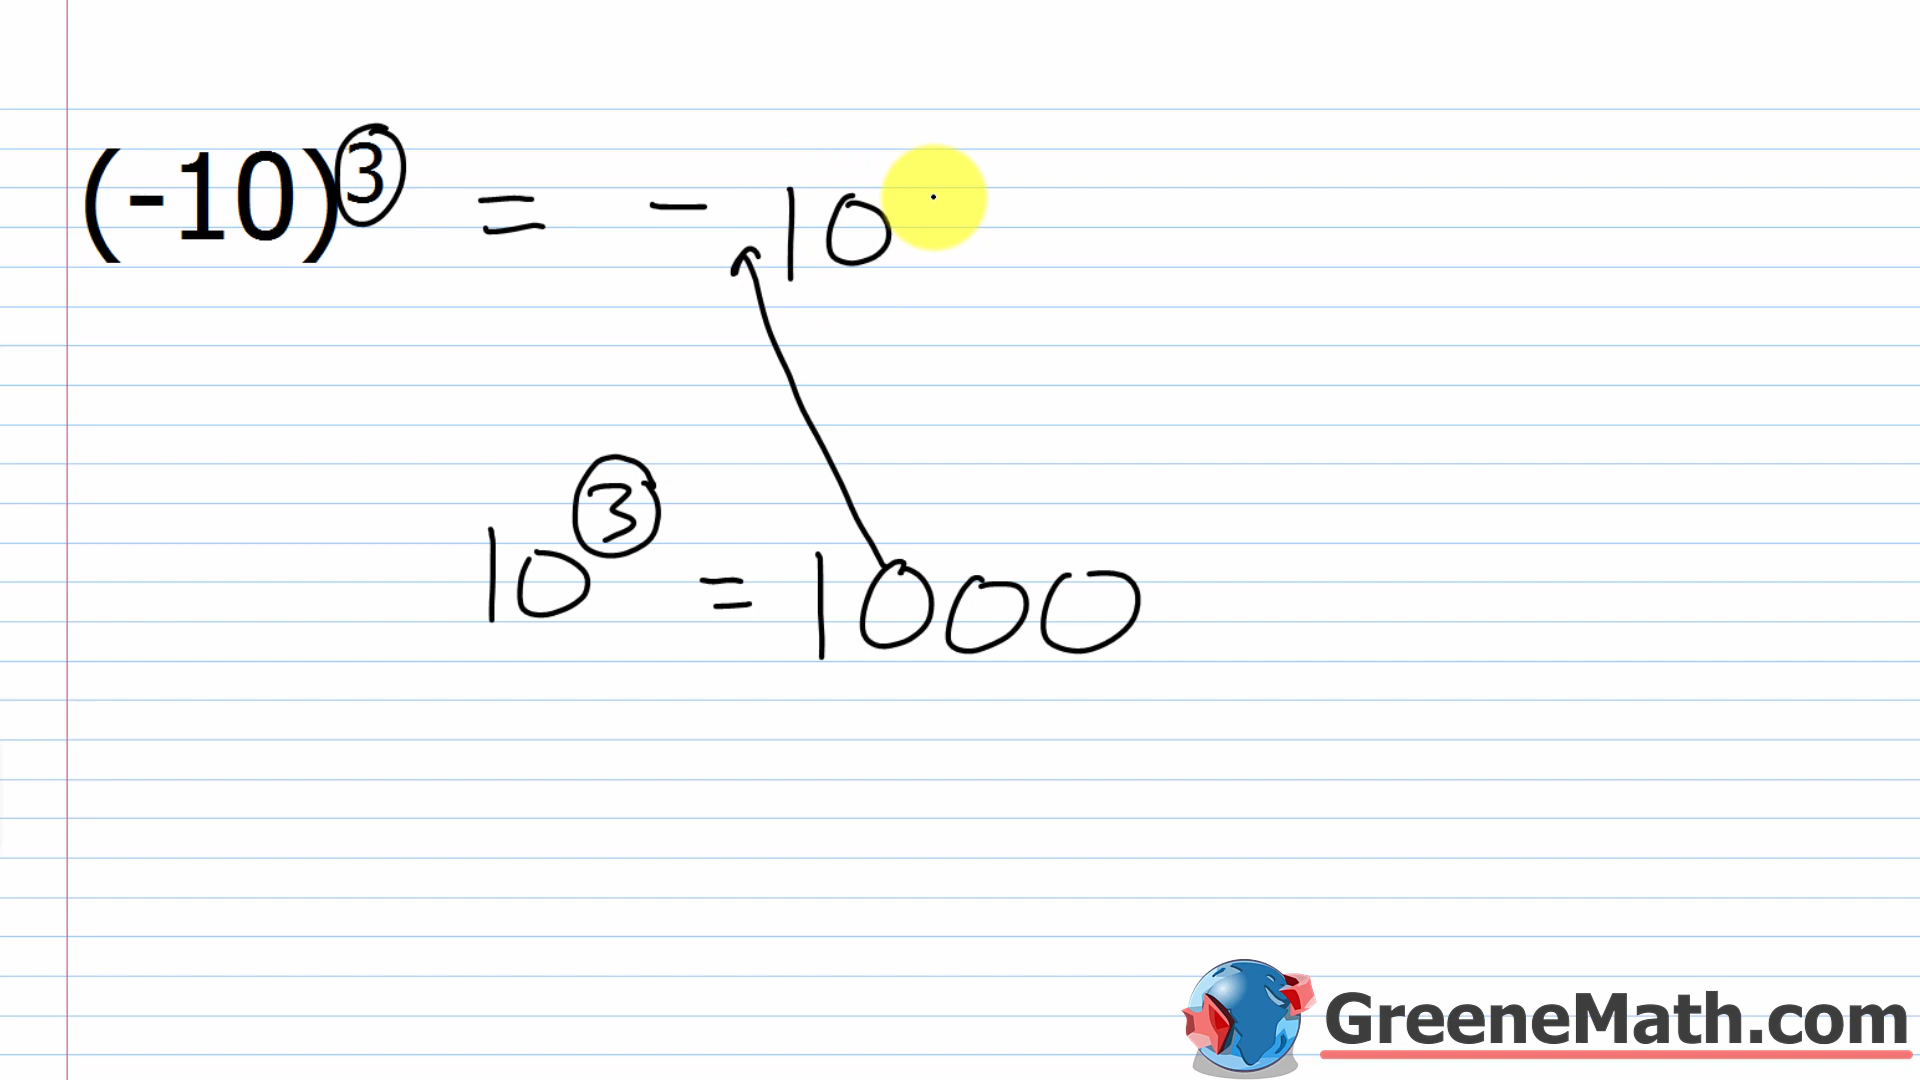 (-10)³ = - 10
10³ = 1000
GreeneMath.com